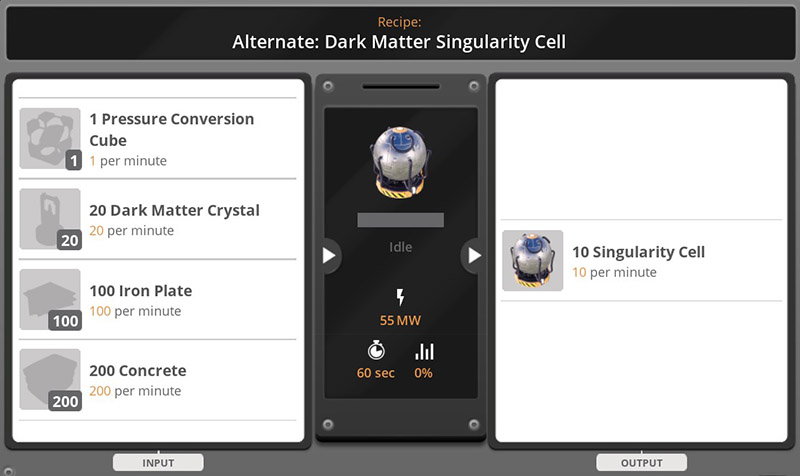 Recipe:
Alternate: Dark Matter Singularity Cell
1 Pressure Conversion
Cube
1 per minute
1
20 Dark Matter Crystal
20 per minute
20
100 Iron Plate
100 per minute
100
200 Concrete
200 per minute
200
INPUT
Idle
55 MW
60 sec
0%
10 Singularity Cell
10 per minute
OUTPUT